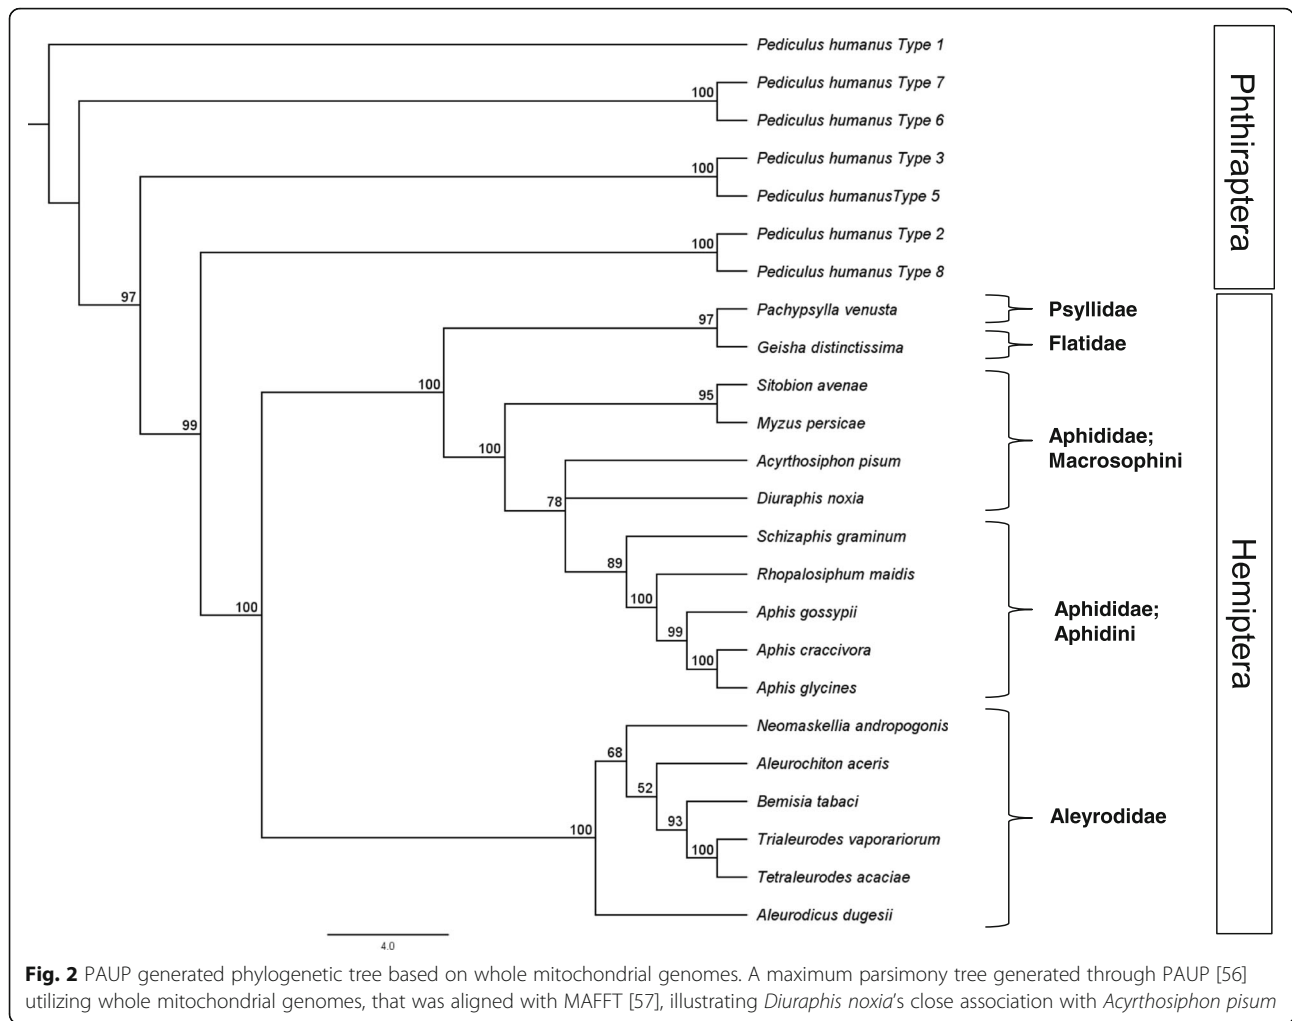 Pediculus humanus Type 1
100
Pediculus humanus Type 7
Pediculus humanus Type 6
100
Pediculus humanus Type 3
Pediculus humanusType 5
100
Pediculus humanus Type 2
Pediculus humanus Type 8
Phthiraptera
97
99
100
97
Pachypsylla venusta
Psyllidae
Geisha distinctissima
Flatidae
100
95
Sitobion avenae
Myzus persicae
100
Acyrthosiphon pisum
Diuraphis noxia
78
Aphididae;
Macrosophini
89
Schizaphis graminum
100
Rhopalosiphum maidis
99
Aphis gossypii
100
Aphis craccivora
Aphis glycines
Aphididae;
Aphidini
Hemiptera
100
68
Neomaskellia andropogonis
52
Aleurochiton aceris
93
Bemisia tabaci
100
Trialeurodes vaporariorum
Tetraleurodes acaciae
Aleurodicus dugesii
Aleyrodidae
4.0
Fig. 2 PAUP generated phylogenetic tree based on whole mitochondrial genomes. A maximum parsimony tree generated through PAUP [56]
utilizing whole mitochondrial genomes, that was aligned with MAFFT [57], illustrating Diuraphis noxia's close association with Acyrthosiphon pisum